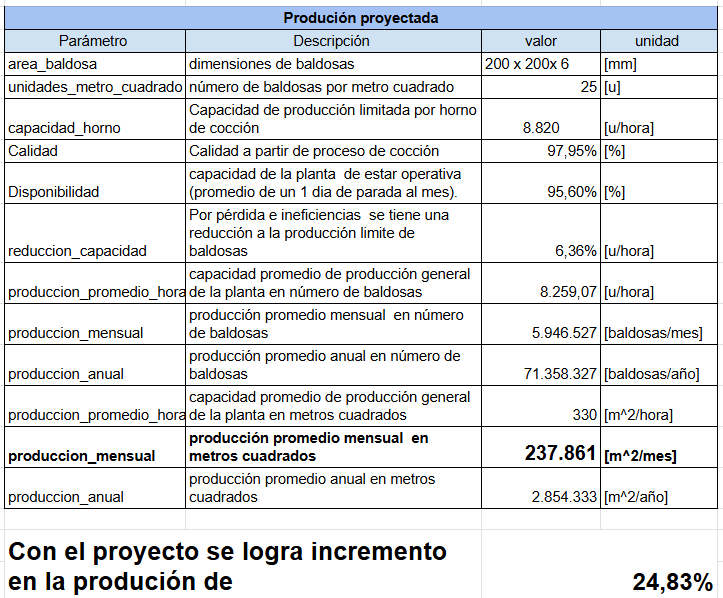 Produción proyectada
Parámetro Descripción valor unidad
area_baldosa dimensiones de baldosas 200 x 200x 6 [mm]
unidades_metro_cuadrado número de baldosas por metro cuadrado 25 [u]
Capacidad de producción limitada por horno
capacidad_horno de cocción 8.820 [u/hora]
Calidad Calidad a partir de proceso de cocción 97,95% [%]
capacidad de la planta de estar operativa
Disponibilidad (promedio de un 1 dia de parada al mes). 95,60% [%]
Por pérdida e ineficiencias se tiene una
reducción a la producción limite de
reduccion_capacidad baldosas 6,36% [u/hora]
capacidad promedio de producción general
produccion_promedio_hora de la planta en número de baldosas 8.259,07 [u/hora]
producción promedio mensual en número
produccion_mensual de baldosas 5.946.527 [baldosas/mes]
producción promedio anual en número de
produccion_anual baldosas 71.358.327 [baldosas/año]
capacidad promedio de producción general
produccion_promedio_hora de la planta en metros cuadrados 330 [m^2/hora]
producción promedio mensual en
produccion_mensual metros cuadrados 237.861 [m^2/mes]
producción promedio anual en metros
produccion_anual cuadrados 2.854.333 [m^2/año]
Con el proyecto se logra incremento
en la produción de 24,83%